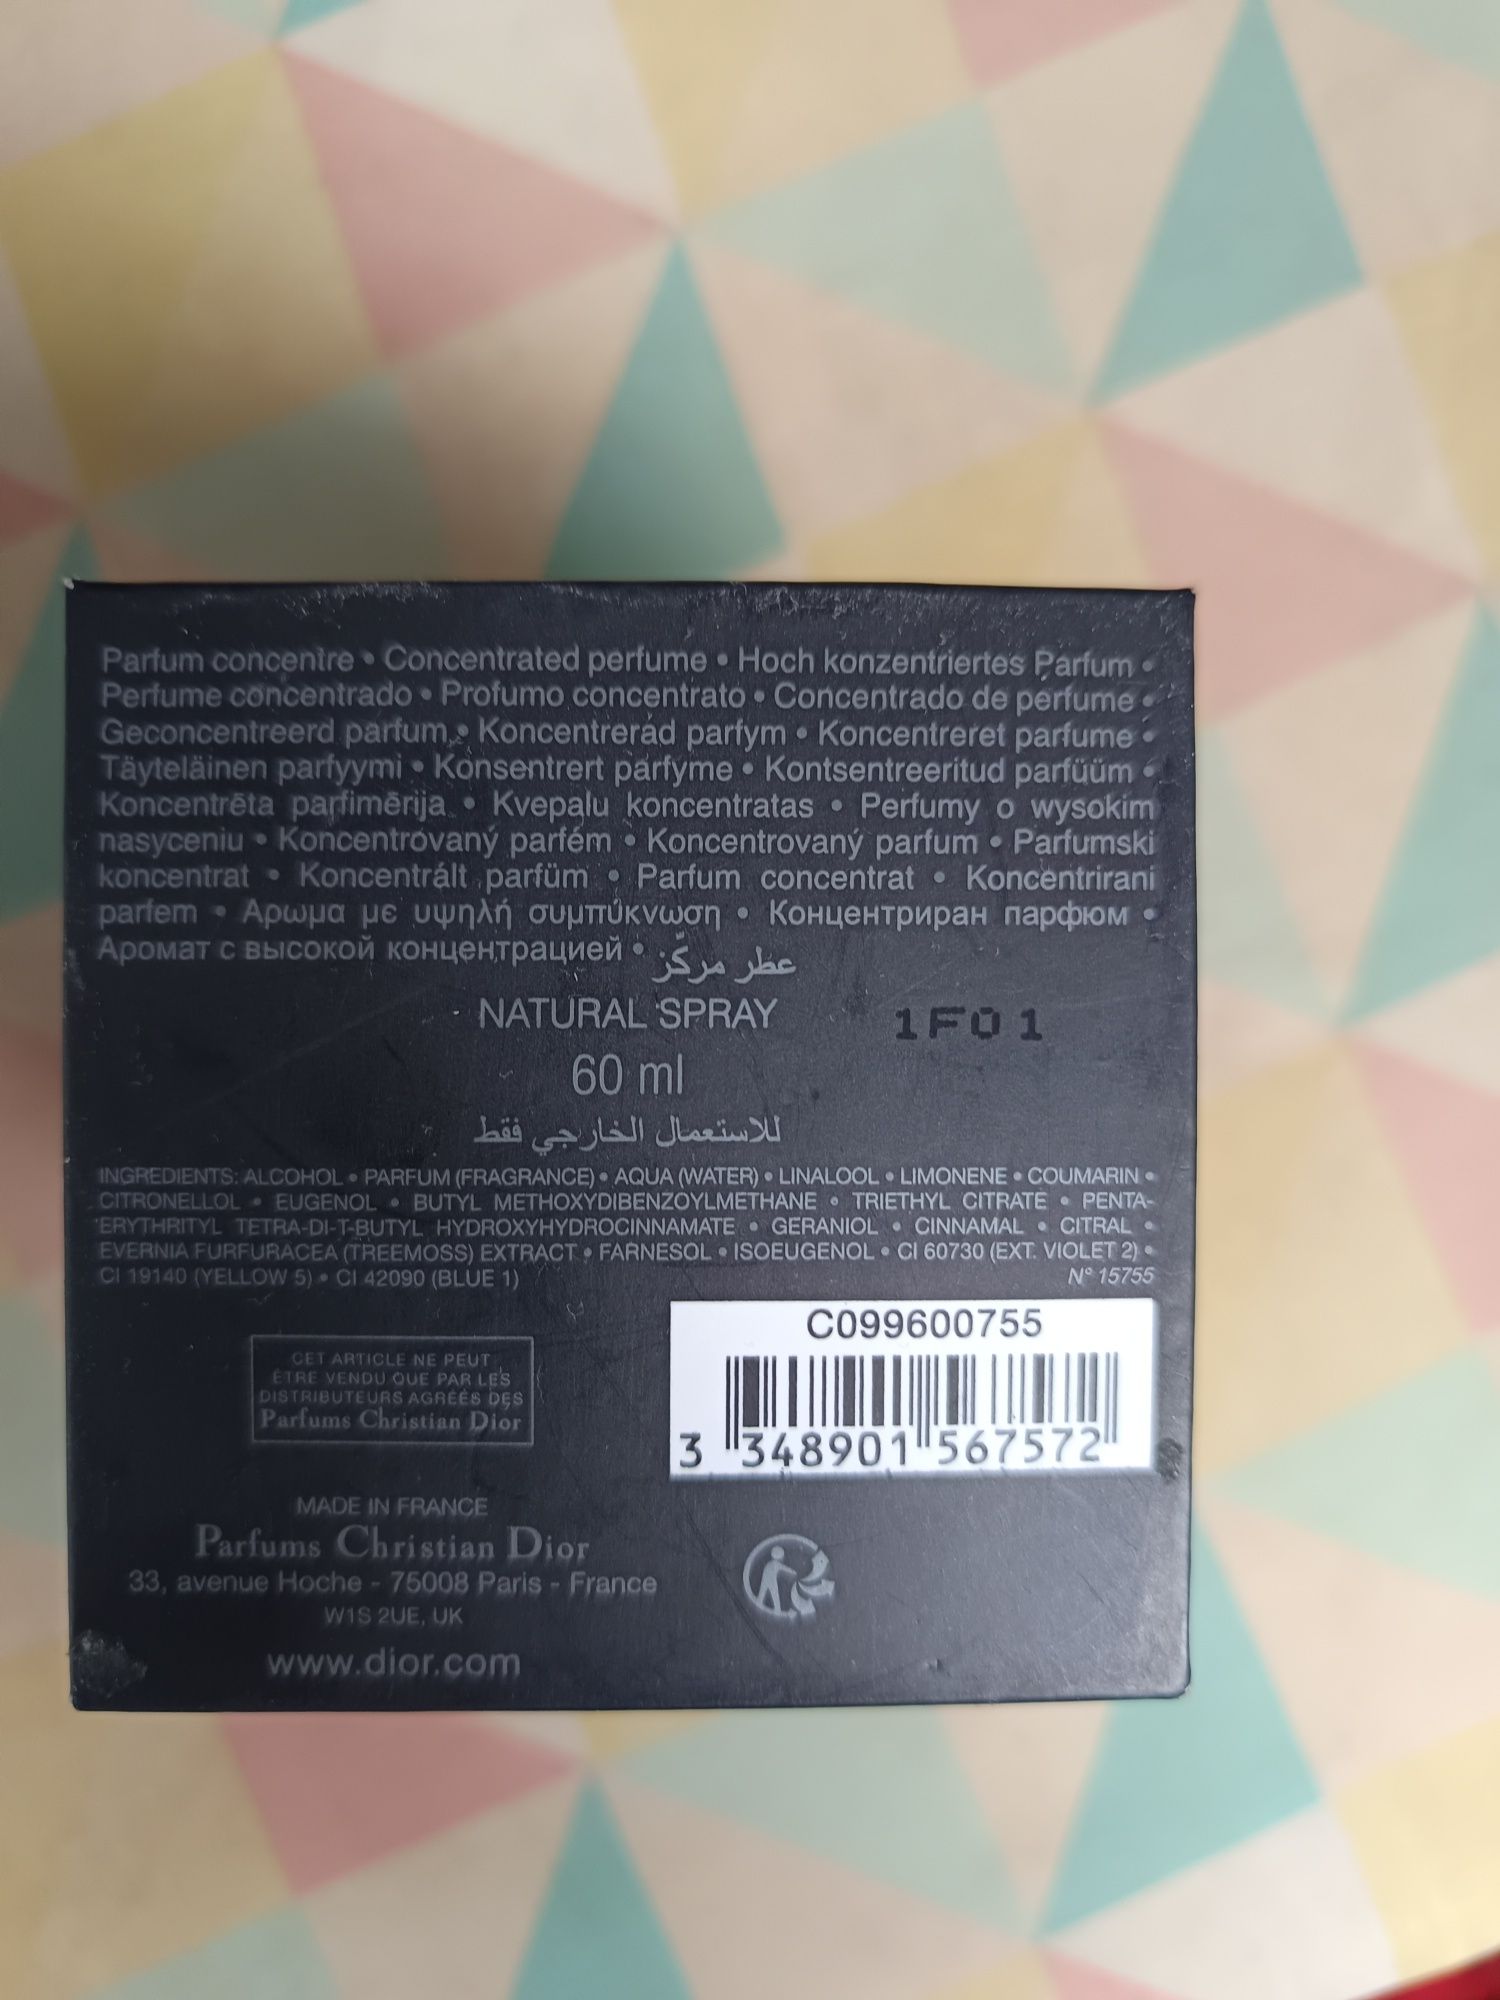 Parfum concentré • Concentrated perfume • Hoch konzentriertes Parfum •
Perfume concentrado • Profumo concentrato • Concentrado de perfume •
Geconcentreerd parfum • Koncentrerad parfym • Koncentreret parfume •
Täyteläinen parfyymi • Konsentrert parfyme • Kontsentreeritud parfüüm •
Koncentrēta parfimērija • Kvepalu koncentratas • Perfumy o wysokim
nasyceniu • Koncentrovaný parfém • Koncentrovaný parfum • Parfumski
koncentrat • Koncentrált parfüm • Parfum concentrat • Koncentrirani
parfem • Αρωμα με υψηλή συμπύκνωση • Концентриран парфюм •
Аромат с высокой концентрацией • عطر مركّز
NATURAL SPRAY
1F01
60 ml
للاستعمال الخارجي فقط
INGREDIENTS: ALCOHOL • PARFUM (FRAGRANCE) • AQUA (WATER) • LINALOOL • LIMONENE • COUMARIN •
CITRONELLOL • EUGENOL • BUTYL METHOXYDIBENZOYLMETHANE • TRIETHYL CITRATE • PENTA-
ERYTHRITYL TETRA-DI-T-BUTYL HYDROXYHYDROCINNAMATE • GERANIOL • CINNAMAL • CITRAL •
EVERNIA FURFURACEA (TREEMOSS) EXTRACT • FARNESOL • ISOEUGENOL • CI 60730 (EXT. VIOLET 2) •
CI 19140 (YELLOW 5) • CI 42090 (BLUE 1) N° 15755
C099600755
3 348901 567572
CET ARTICLE NE PEUT
ÊTRE VENDU QUE PAR LES
DISTRIBUTEURS AGRÉÉS DES
Parfums Christian Dior
MADE IN FRANCE
Parfums Christian Dior
33, avenue Hoche - 75008 Paris - France
W1S 2UE, UK
www.dior.com